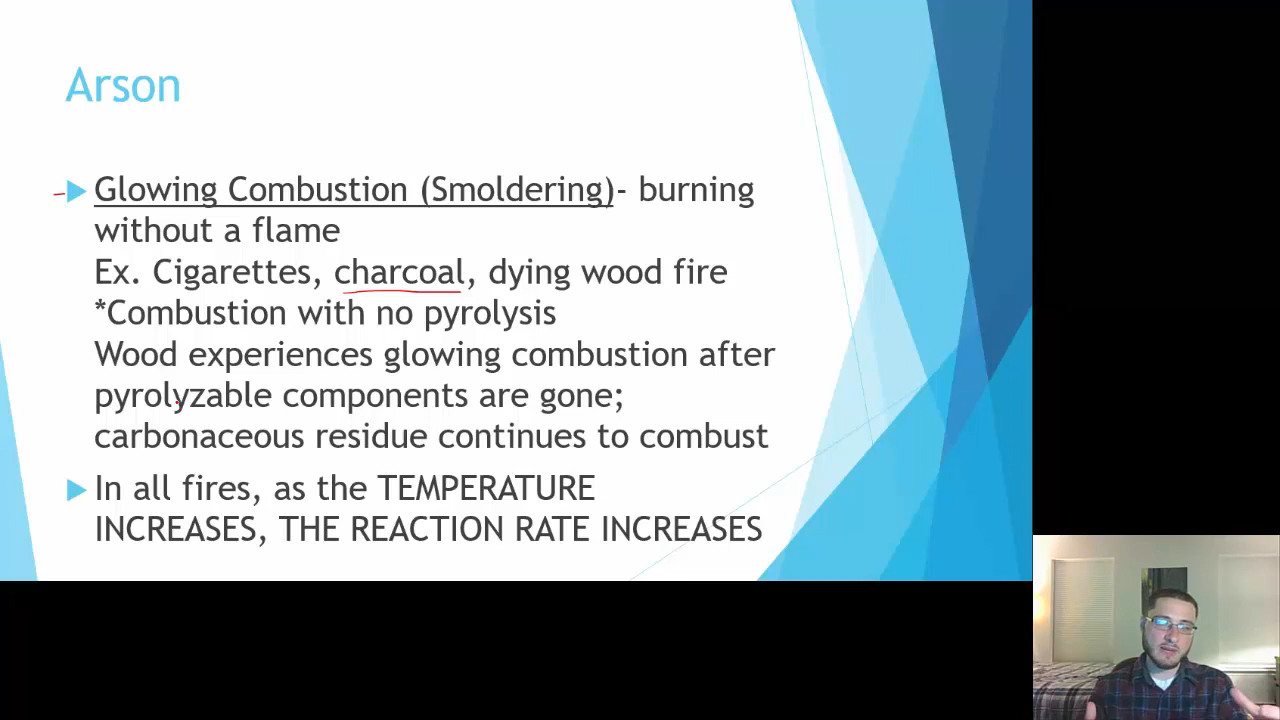 Arson
Glowing Combustion (Smoldering)- burning
without a flame
Ex. Cigarettes, charcoal, dying wood fire
*Combustion with no pyrolysis
Wood experiences glowing combustion after
pyrolyzable components are gone;
carbonaceous residue continues to combust
In all fires, as the TEMPERATURE
INCREASES, THE REACTION RATE INCREASES